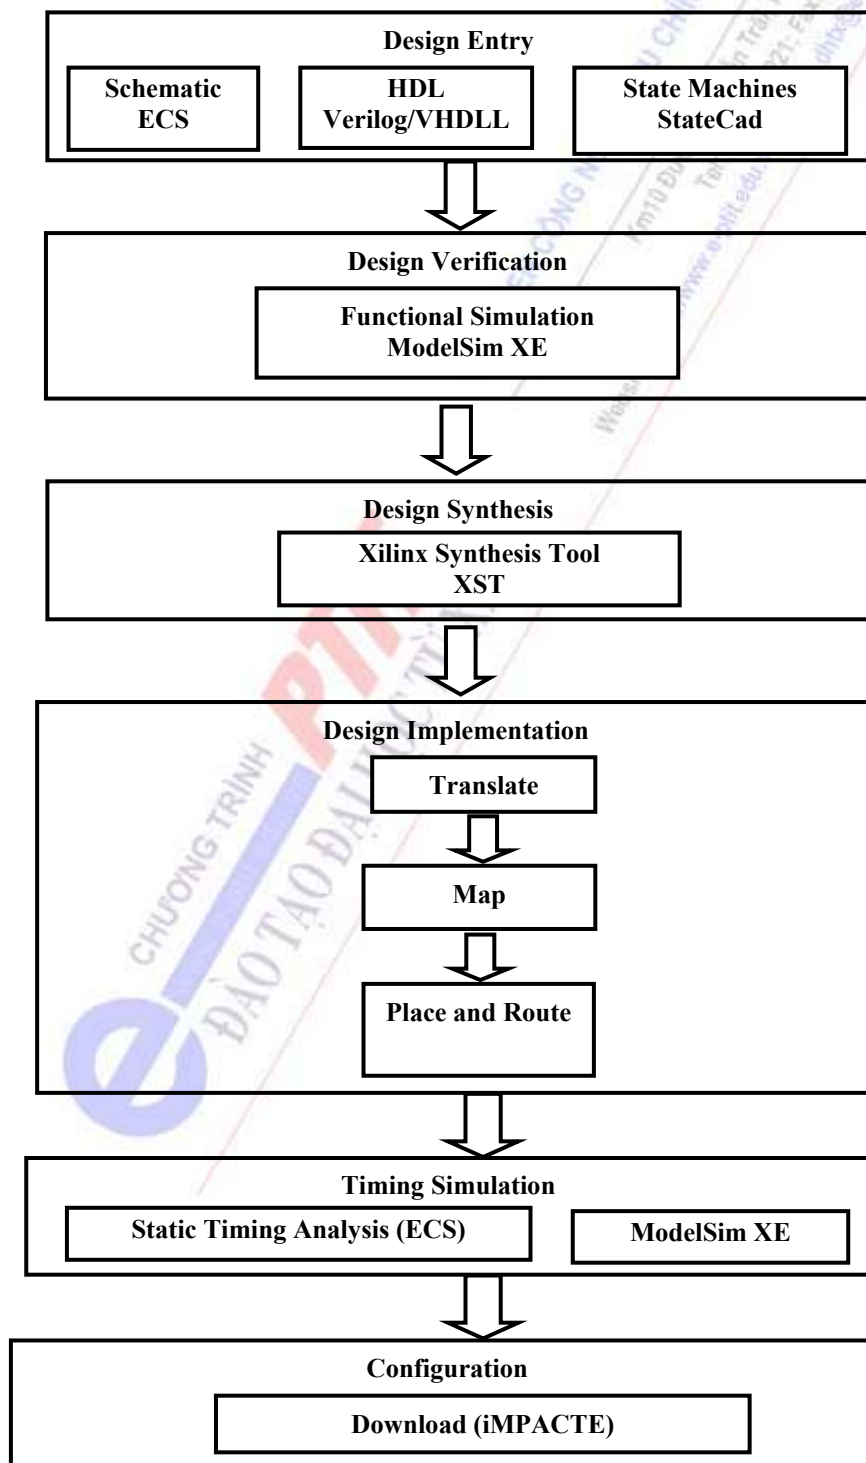 Design Entry
Schematic
ECS
HDL
Verilog/VHDLL
State Machines
StateCad
Design Verification
Functional Simulation
ModelSim XE
Design Synthesis
Xilinx Synthesis Tool
XST
Design Implementation
Translate
Map
Place and Route
Timing Simulation
Static Timing Analysis (ECS)
ModelSim XE
Configuration
Download (iMPACTE)
CHƯƠNG TRÌNH
ĐÀO TẠO ĐẠI HỌC TỪ